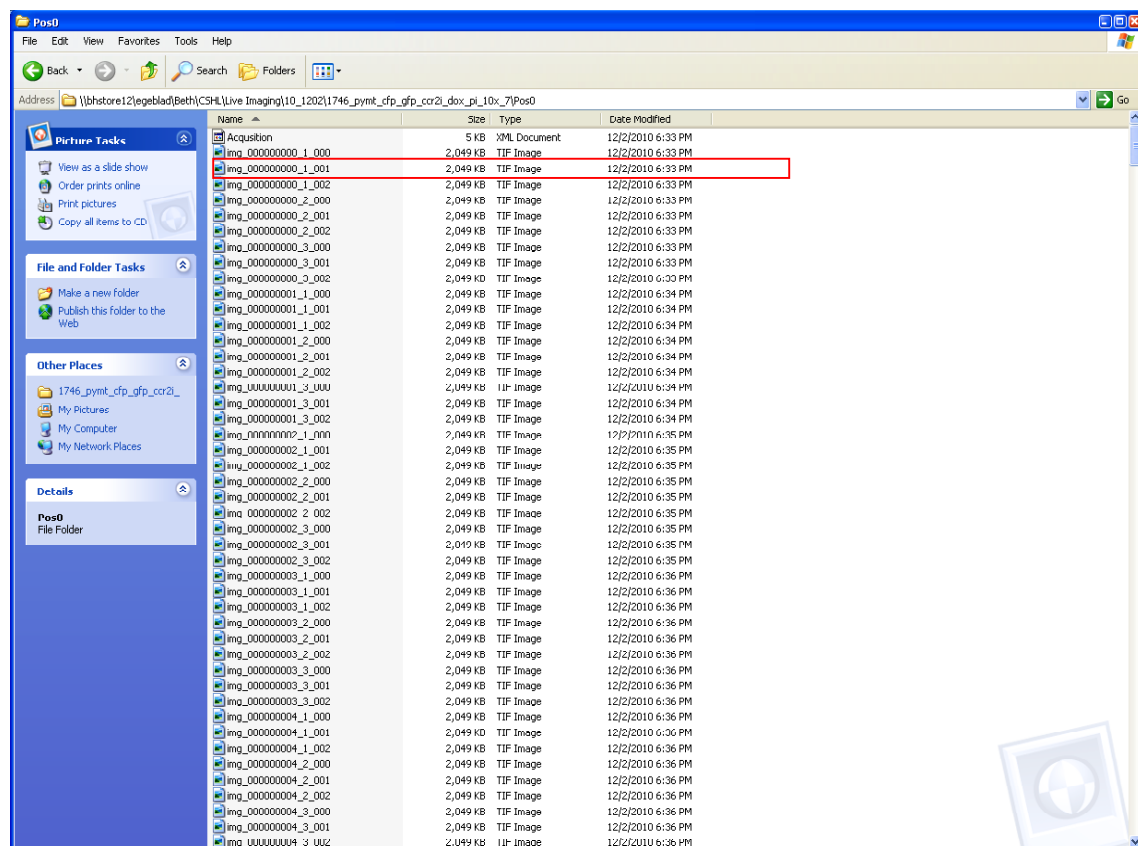 Pos0
File Edit View Favorites Tools Help
Back Search Folders
Address \\bhstore12\egeblad\Beth\CSHL\Live Imaging\10_1202\1746_pymt_cfp_gfp_ccr2i_dox_pi_10x_7\Pos0 Go
Name Size Type Date Modified
Picture Tasks
View as a slide show
Order prints online
Print pictures
Copy all items to CD
File and Folder Tasks
Make a new folder
Publish this folder to the
Web
Other Places
1746_pymt_cfp_gfp_ccr2i_
My Pictures
My Computer
My Network Places
Details
Pos0
File Folder
Acqusition 5 KB XML Document 12/2/2010 6:33 PM
img_000000000_1_000 2,049 KB TIF Image 12/2/2010 6:33 PM
img_000000000_1_001 2,049 KB TIF Image 12/2/2010 6:33 PM
img_000000000_1_002 2,049 KB TIF Image 12/2/2010 6:33 PM
img_000000000_2_000 2,049 KB TIF Image 12/2/2010 6:33 PM
img_000000000_2_001 2,049 KB TIF Image 12/2/2010 6:33 PM
img_000000000_2_002 2,049 KB TIF Image 12/2/2010 6:33 PM
img_000000000_3_000 2,049 KB TIF Image 12/2/2010 6:33 PM
img_000000000_3_001 2,049 KB TIF Image 12/2/2010 6:33 PM
img_000000000_3_002 2,049 KB TIF Image 12/2/2010 6:33 PM
img_000000001_1_000 2,049 KB TIF Image 12/2/2010 6:34 PM
img_000000001_1_001 2,049 KB TIF Image 12/2/2010 6:34 PM
img_000000001_1_002 2,049 KB TIF Image 12/2/2010 6:34 PM
img_000000001_2_000 2,049 KB TIF Image 12/2/2010 6:34 PM
img_000000001_2_001 2,049 KB TIF Image 12/2/2010 6:34 PM
img_000000001_2_002 2,049 KB TIF Image 12/2/2010 6:34 PM
img_000000001_3_000 2,049 KB TIF Image 12/2/2010 6:34 PM
img_000000001_3_001 2,049 KB TIF Image 12/2/2010 6:34 PM
img_000000001_3_002 2,049 KB TIF Image 12/2/2010 6:34 PM
img_000000002_1_000 2,049 KB TIF Image 12/2/2010 6:35 PM
img_000000002_1_001 2,049 KB TIF Image 12/2/2010 6:35 PM
img_000000002_1_002 2,049 KB TIF Image 12/2/2010 6:35 PM
img_000000002_2_000 2,049 KB TIF Image 12/2/2010 6:35 PM
img_000000002_2_001 2,049 KB TIF Image 12/2/2010 6:35 PM
img_000000002_2_002 2,049 KB TIF Image 12/2/2010 6:35 PM
img_000000002_3_000 2,049 KB TIF Image 12/2/2010 6:35 PM
img_000000002_3_001 2,049 KB TIF Image 12/2/2010 6:35 PM
img_000000002_3_002 2,049 KB TIF Image 12/2/2010 6:35 PM
img_000000003_1_000 2,049 KB TIF Image 12/2/2010 6:36 PM
img_000000003_1_001 2,049 KB TIF Image 12/2/2010 6:36 PM
img_000000003_1_002 2,049 KB TIF Image 12/2/2010 6:36 PM
img_000000003_2_000 2,049 KB TIF Image 12/2/2010 6:36 PM
img_000000003_2_001 2,049 KB TIF Image 12/2/2010 6:36 PM
img_000000003_2_002 2,049 KB TIF Image 12/2/2010 6:36 PM
img_000000003_3_000 2,049 KB TIF Image 12/2/2010 6:36 PM
img_000000003_3_001 2,049 KB TIF Image 12/2/2010 6:36 PM
img_000000003_3_002 2,049 KB TIF Image 12/2/2010 6:36 PM
img_000000004_1_000 2,049 KB TIF Image 12/2/2010 6:36 PM
img_000000004_1_001 2,049 KB TIF Image 12/2/2010 6:36 PM
img_000000004_1_002 2,049 KB TIF Image 12/2/2010 6:36 PM
img_000000004_2_000 2,049 KB TIF Image 12/2/2010 6:36 PM
img_000000004_2_001 2,049 KB TIF Image 12/2/2010 6:36 PM
img_000000004_2_002 2,049 KB TIF Image 12/2/2010 6:36 PM
img_000000004_3_000 2,049 KB TIF Image 12/2/2010 6:36 PM
img_000000004_3_001 2,049 KB TIF Image 12/2/2010 6:36 PM
img_000000004_3_002 2,049 KB TIF Image 12/2/2010 6:36 PM